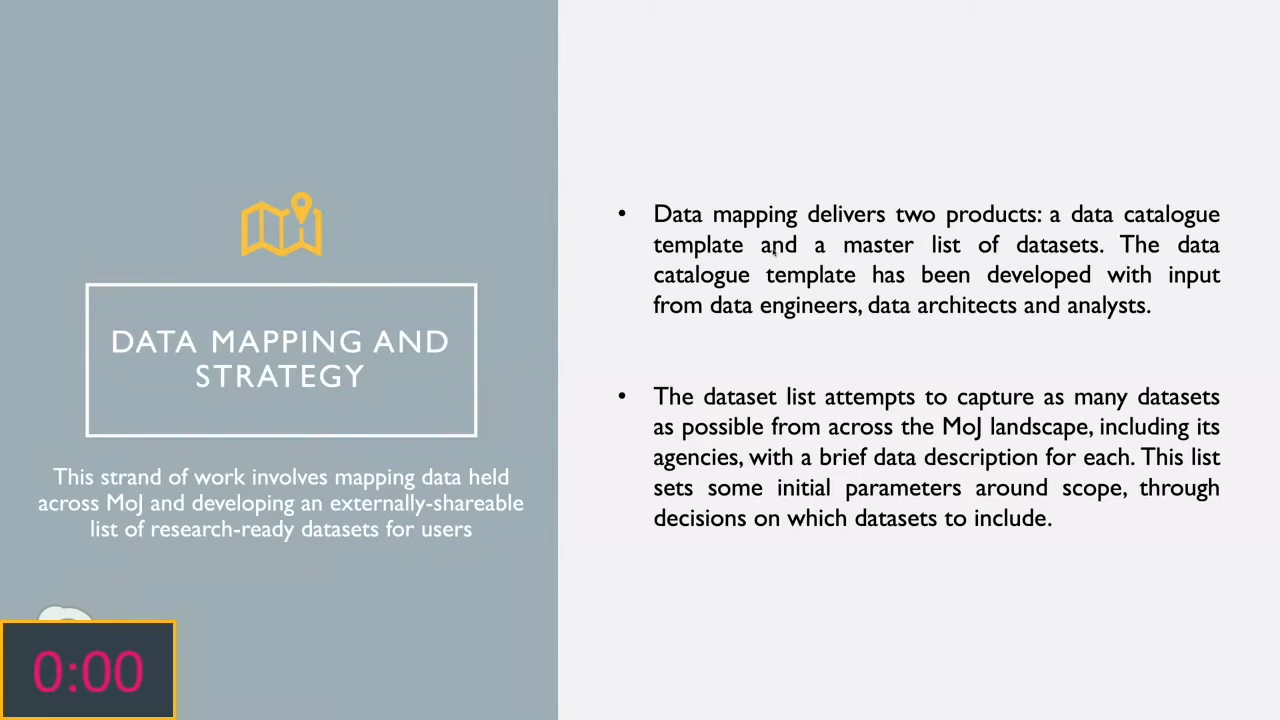 DATA MAPPING AND
STRATEGY
This strand of work involves mapping data held
across MoJ and developing an externally-shareable
list of research-ready datasets for users
• Data mapping delivers two products: a data catalogue
template and a master list of datasets. The data
catalogue template has been developed with input
from data engineers, data architects and analysts.
• The dataset list attempts to capture as many datasets
as possible from across the MoJ landscape, including its
agencies, with a brief data description for each. This list
sets some initial parameters around scope, through
decisions on which datasets to include.
0:00